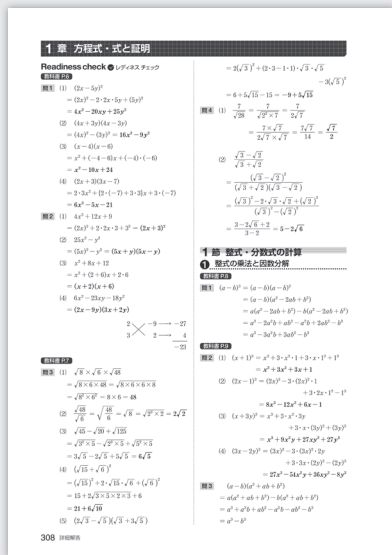 1 章 方程式・式と証明
Readiness check レディネス チェック
教科書 P.6
問1 (1) (2x−5y)²
= (2x)²−2・2x・5y+(5y)²
= 4x²−20xy+25y²
(2) (4x+3y)(4x−3y)
= (4x)²−(3y)² = 16x²−9y²
(3) (x−4)(x−6)
= x²+(−4−6)x+(−4)・(−6)
= x²−10x+24
(4) (2x+3)(3x−7)
= 2・3x²+{2・(−7)+3・3}x+3・(−7)
= 6x²−5x−21
問2 (1) 4x²+12x+9
= (2x)²+2・2x・3+3² = (2x+3)²
(2) 25x²−y²
= (5x)²−y² = (5x+y)(5x−y)
(3) x²+8x+12
= x²+(2+6)x+2・6
= (x+2)(x+6)
(4) 6x²−23xy−18y²
= (2x−9y)(3x+2y)
2 −9 → −27
3 2 → 4
−23
教科書 P.7
問3 (1) √8×√6×√48
= √8×6×48 = √8×6×6×8
= √8²×6² = 8×6 = 48
(2) √48/√6 = √48/6 = √8 = √2²×2 = 2√2
(3) √45−√20+√125
= √3²×5−√2²×5+√5²×5
= 3√5−2√5+5√5 = 6√5
(4) (√15+√6)²
= (√15)²+2・√15・√6+(√6)²
= 15+2√3×5×2×3+6
= 21+6√10
(5) (2√3−√5)(√3+3√5)
= 2(√3)²+(2・3−1・1)・√3・√5
−3(√5)²
= 6+5√15−15 = −9+5√15
問4 (1) 7/√28 = 7/√2²×7 = 7/2√7
= 7×√7/2√7×√7 = 7√7/14 = √7/2
(2) √3−√2/√3+√2
= (√3−√2)²/(√3+√2)(√3−√2)
= (√3)²−2・√3・√2+(√2)²/(√3)²−(√2)²
= 3−2√6+2/3−2 = 5−2√6
1 節 整式・分数式の計算
1 整式の乗法と因数分解
教科書 P.8
問1 (a−b)³ = (a−b)(a−b)²
= (a−b)(a²−2ab+b²)
= a(a²−2ab+b²)−b(a²−2ab+b²)
= a³−2a²b+ab²−a²b+2ab²−b³
= a³−3a²b+3ab²−b³
教科書 P.9
問2 (1) (x+1)³ = x³+3・x²・1+3・x・1²+1³
= x³+3x²+3x+1
(2) (2x−1)³ = (2x)³−3・(2x)²・1
+3・2x・1²−1³
= 8x³−12x²+6x−1
(3) (x+3y)³ = x³+3・x²・3y
+3・x・(3y)²+(3y)³
= x³+9x²y+27xy²+27y³
(4) (3x−2y)³ = (3x)³−3・(3x)²・2y
+3・3x・(2y)²−(2y)³
= 27x³−54x²y+36xy²−8y³
問3 (a−b)(a²+ab+b²)
= a(a²+ab+b²)−b(a²+ab+b²)
= a³+a²b+ab²−a²b−ab²−b³
= a³−b³
308 詳細解答